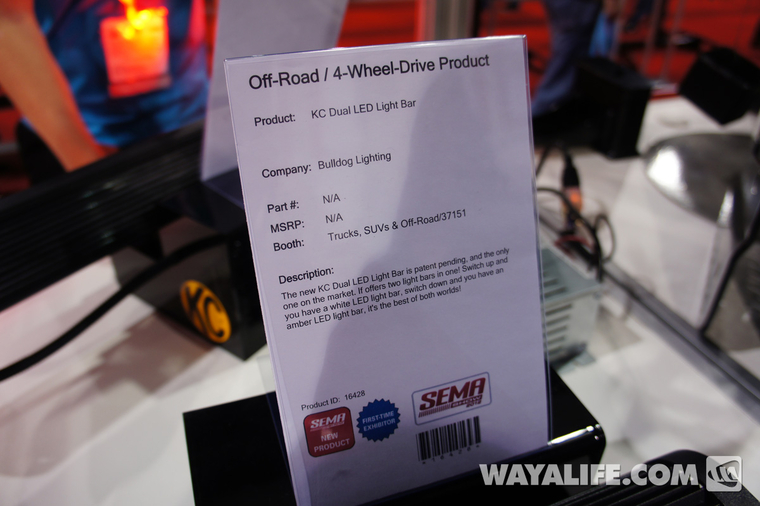 Off-Road / 4-Wheel-Drive Product
Product: KC Dual LED Light Bar
Company: Bulldog Lighting
Part #: N/A
MSRP: N/A
Booth: Trucks, SUVs & Off-Road/37151
Description:
The new KC Dual LED Light Bar is patent pending, and the only
one on the market. If offers two light bars in one! Switch up and
you have a white LED light bar, switch down and you have an
amber LED light bar, it's the best of both worlds!
Product ID: 16428
SEMA
NEW
PRODUCT
FIRST-TIME
EXHIBITOR
SEMA
KC
WAYALIFE.COM